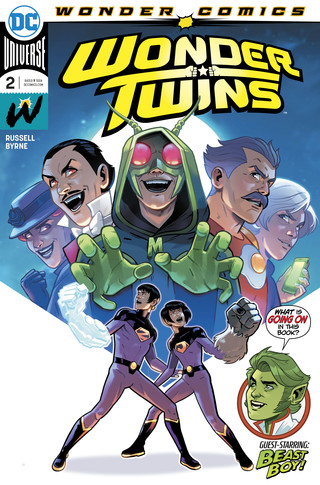 WONDER COMICS
DC
UNIVERSE
WONDER
TWINS
™
2
W
RUSSELL
BYRNE
M
WHAT IS
GOING ON
IN THIS
BOOK?
GUEST-STARRING:
BEAST
BOY!